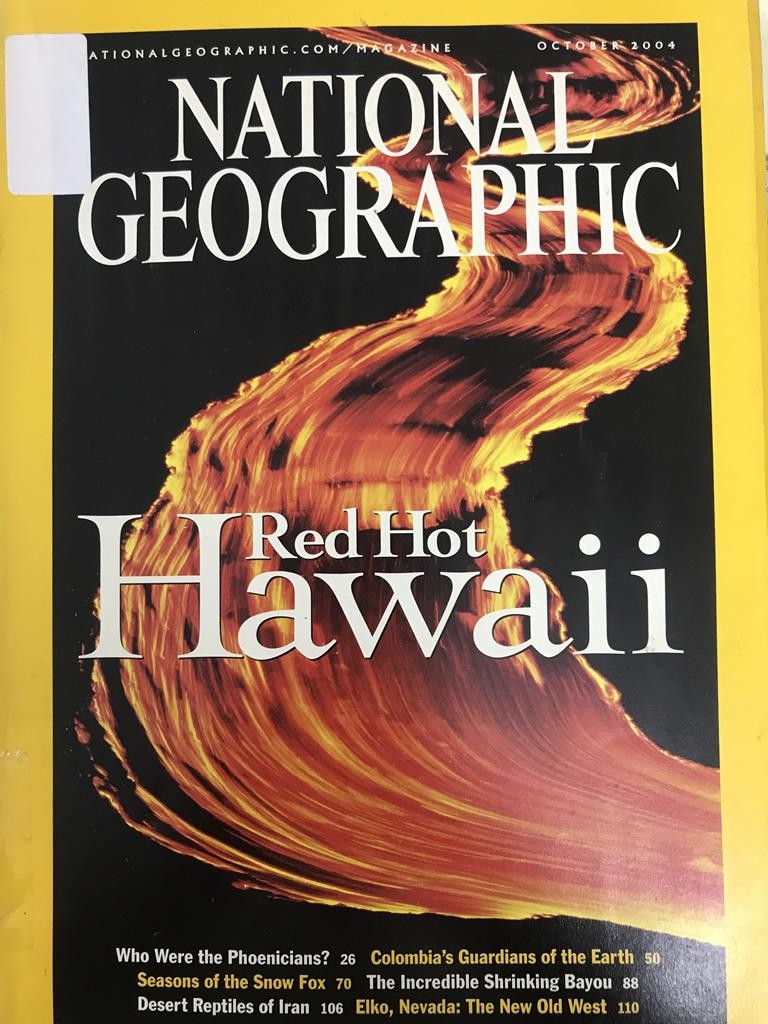 ATIONALGEOGRAPHIC.COM/MAGAZINE OCTOBER 2004
NATIONAL
GEOGRAPHIC
Red Hot
Hawaii
Who Were the Phoenicians? 26 Colombia's Guardians of the Earth 50
Seasons of the Snow Fox 70 The Incredible Shrinking Bayou 88
Desert Reptiles of Iran 106 Elko, Nevada: The New Old West 110